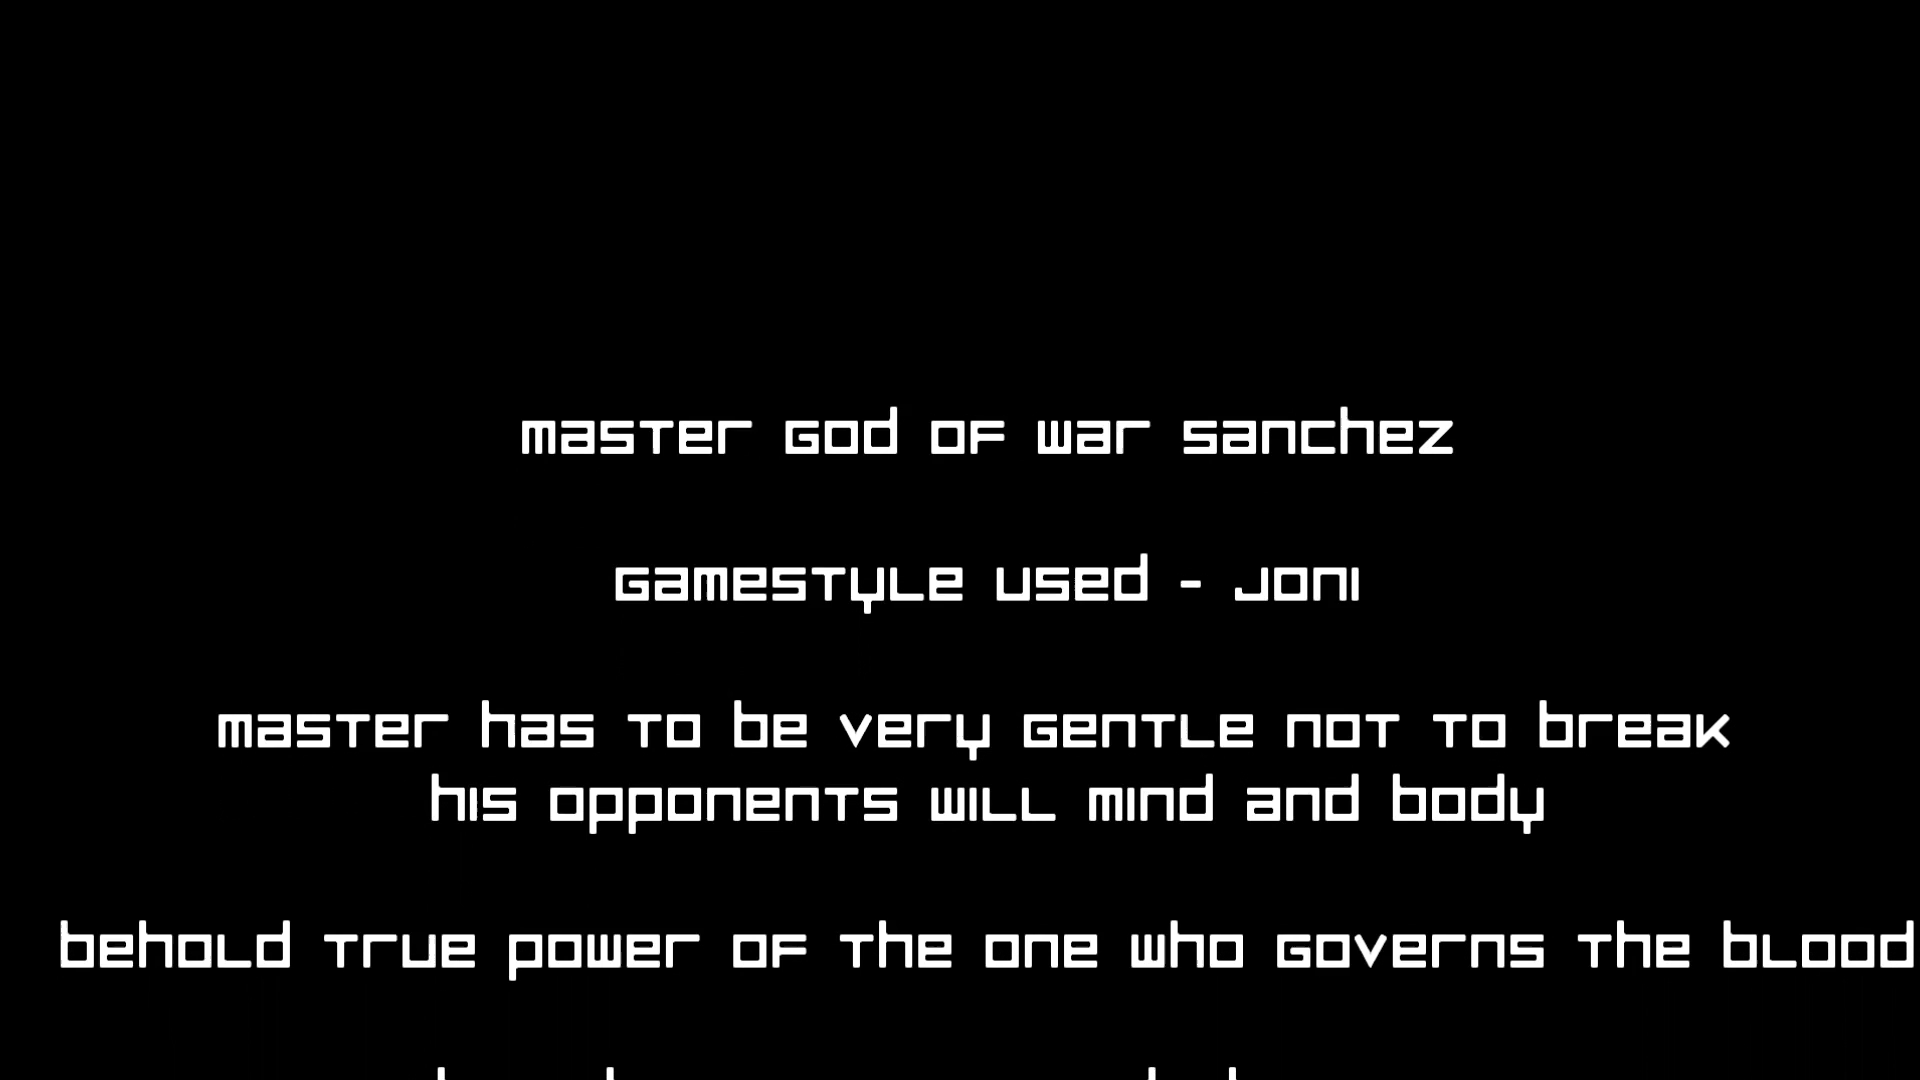 master God of war sanchez
Gamestyle used - Joni
master has to be very Gentle not to break
his opponents will mind and body
behold true power of the one who Governs the blood